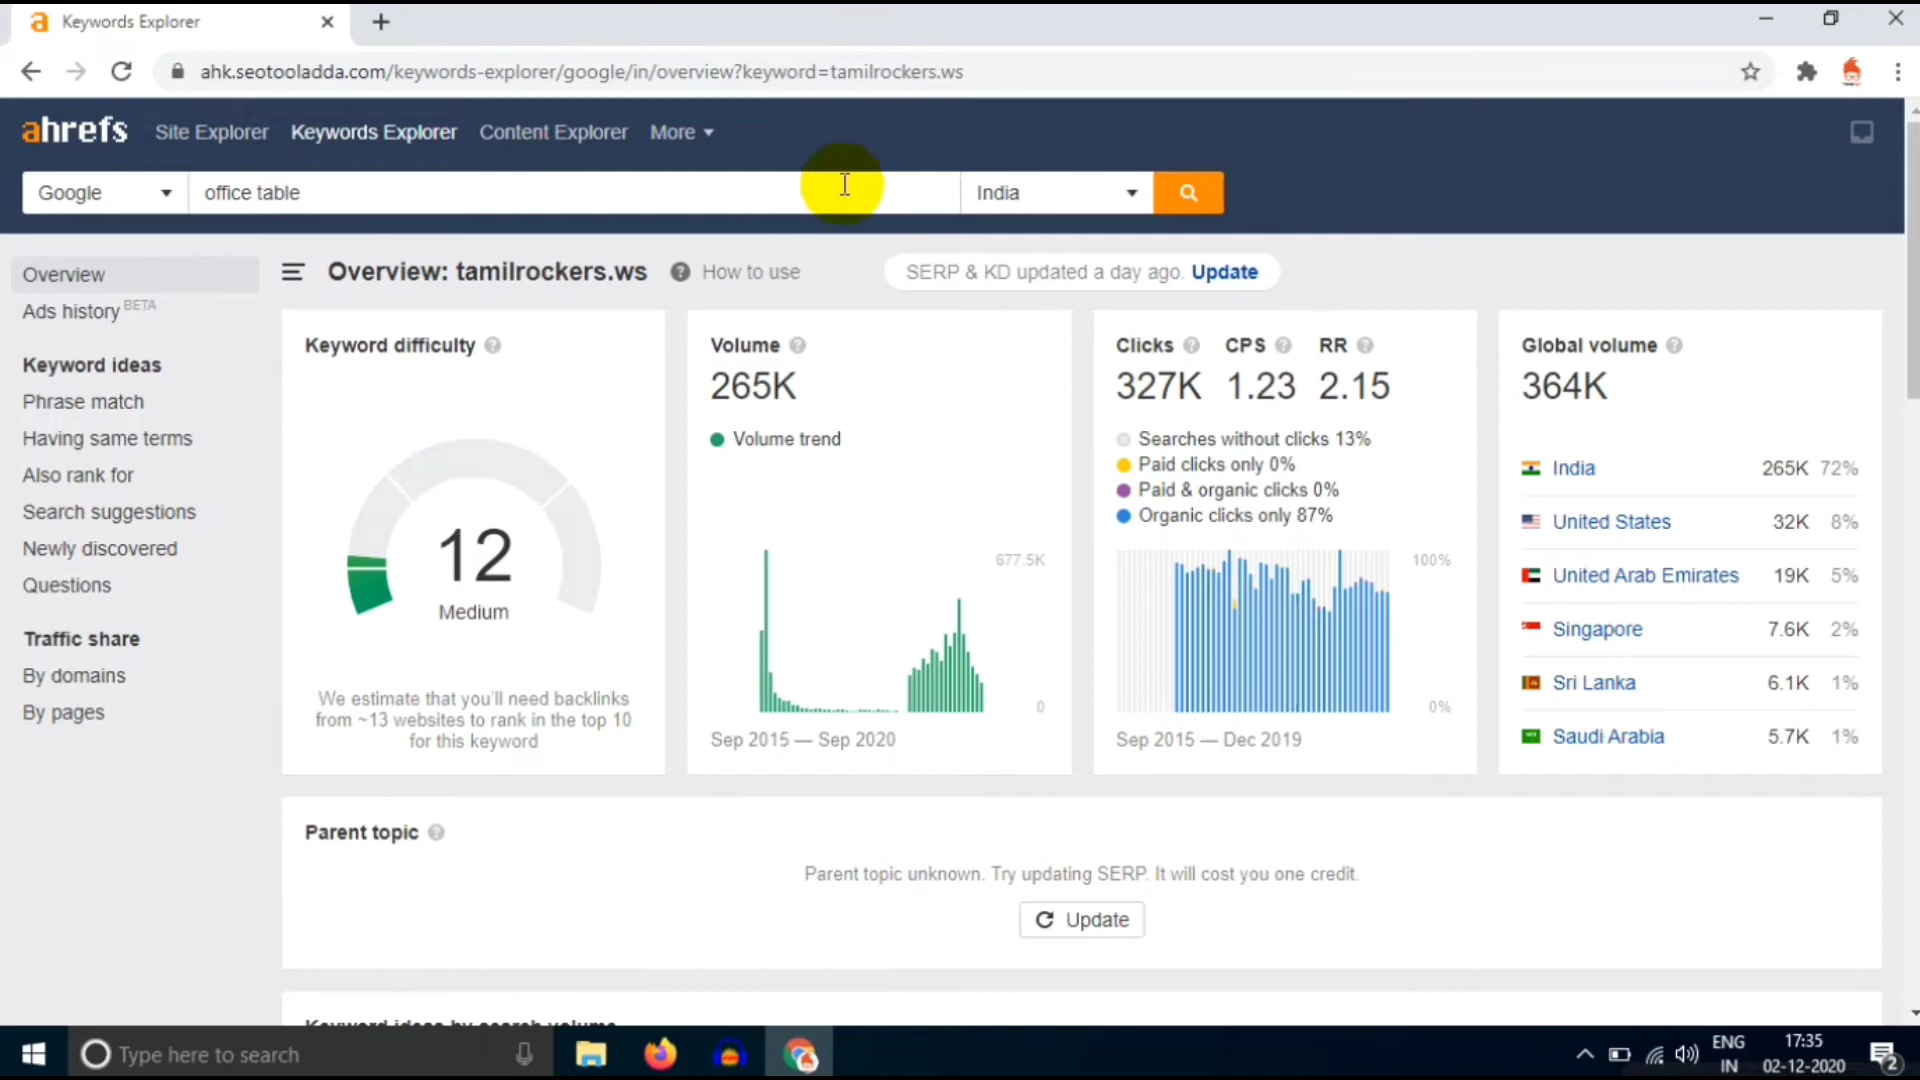 Keywords Explorer
ahk.seotooladda.com/keywords-explorer/google/in/overview?keyword=tamilrockers.ws
ahrefs Site Explorer Keywords Explorer Content Explorer More
Google office table India
Overview
Ads history BETA
Keyword ideas
Phrase match
Having same terms
Also rank for
Search suggestions
Newly discovered
Questions
Traffic share
By domains
By pages
Overview: tamilrockers.ws ? How to use SERP & KD updated a day ago. Update
Keyword difficulty ?
12
Medium
We estimate that you'll need backlinks
from ~13 websites to rank in the top 10
for this keyword
Volume ?
265K
Volume trend
677.5K
0
Sep 2015 — Sep 2020
Clicks ? CPS ? RR ?
327K 1.23 2.15
Searches without clicks 13%
Paid clicks only 0%
Paid & organic clicks 0%
Organic clicks only 87%
100%
0%
Sep 2015 — Dec 2019
Global volume ?
364K
India 265K 72%
United States 32K 8%
United Arab Emirates 19K 5%
Singapore 7.6K 2%
Sri Lanka 6.1K 1%
Saudi Arabia 5.7K 1%
Parent topic ?
Parent topic unknown. Try updating SERP. It will cost you one credit.
Update
Keyword ideas by search volume
Type here to search
ENG
IN
17:35
02-12-2020
2